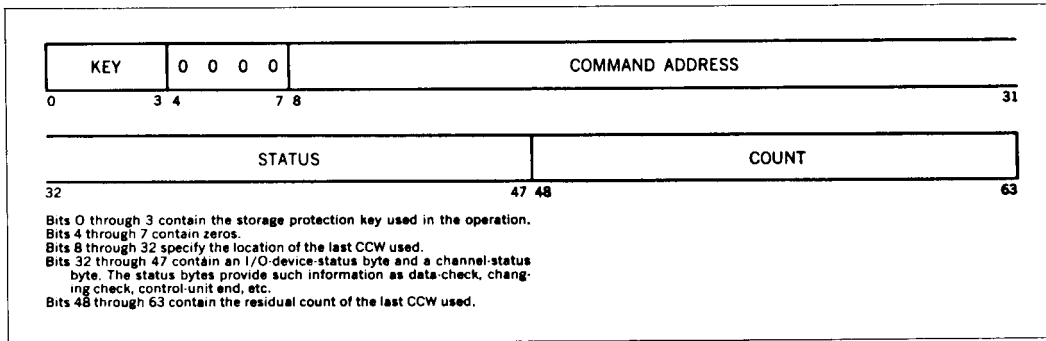 KEY 0 0 0 0 COMMAND ADDRESS
0 3 4 7 8 31
STATUS COUNT
32 47 48 63
Bits 0 through 3 contain the storage protection key used in the operation.
Bits 4 through 7 contain zeros.
Bits 8 through 32 specify the location of the last CCW used.
Bits 32 through 47 contain an I/O-device-status byte and a channel-status
byte. The status bytes provide such information as data-check, chang-
ing check, control-unit end, etc.
Bits 48 through 63 contain the residual count of the last CCW used.